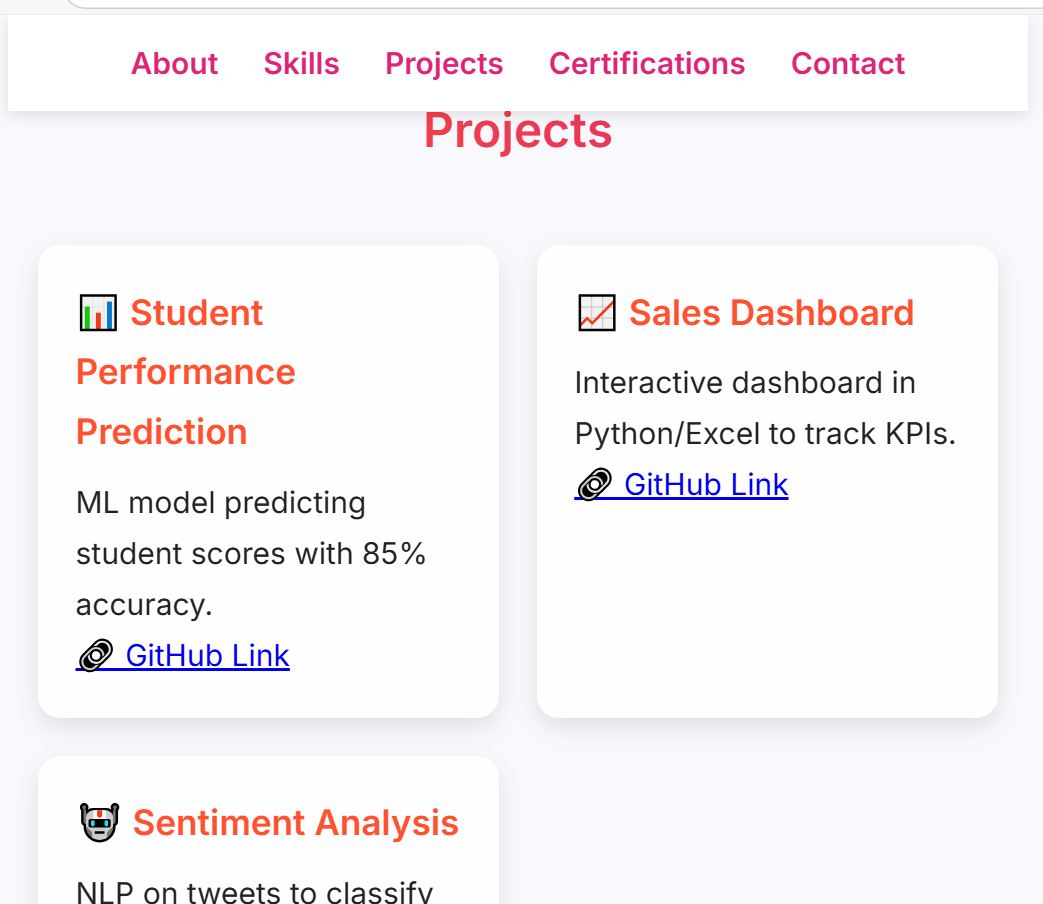 About Skills Projects Certifications Contact
Projects
📊 Student
Performance
Prediction
ML model predicting
student scores with 85%
accuracy.
🔗 GitHub Link
📈 Sales Dashboard
Interactive dashboard in
Python/Excel to track KPIs.
🔗 GitHub Link
🤖 Sentiment Analysis
NLP on tweets to classify